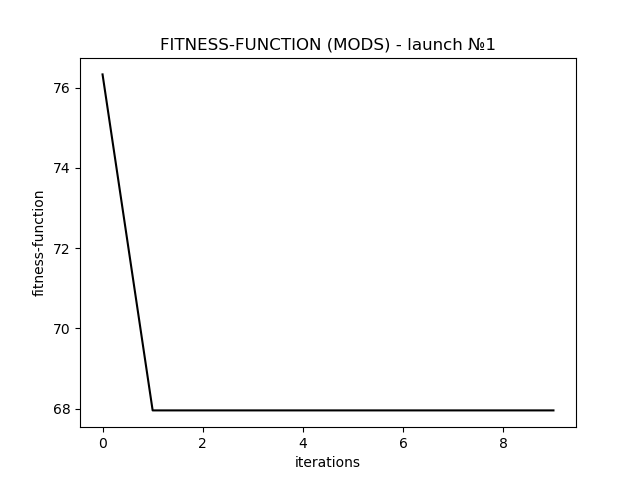 FITNESS-FUNCTION (MODS) - launch №1
76
74
72
70
68
fitness-function
0 2 4 6 8
iterations